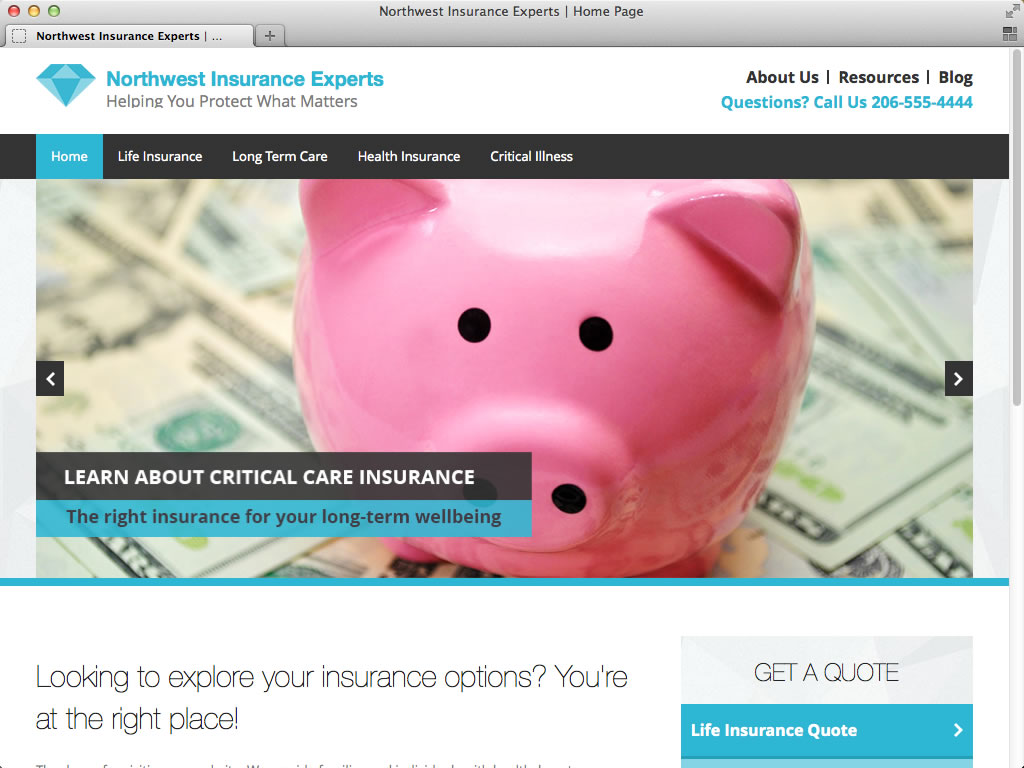 Northwest Insurance Experts | Home Page
Northwest Insurance Experts | ...
Northwest Insurance Experts
Helping You Protect What Matters
About Us | Resources | Blog
Questions? Call Us 206-555-4444
Home Life Insurance Long Term Care Health Insurance Critical Illness
LEARN ABOUT CRITICAL CARE INSURANCE
The right insurance for your long-term wellbeing
Looking to explore your insurance options? You're
at the right place!
GET A QUOTE
Life Insurance Quote